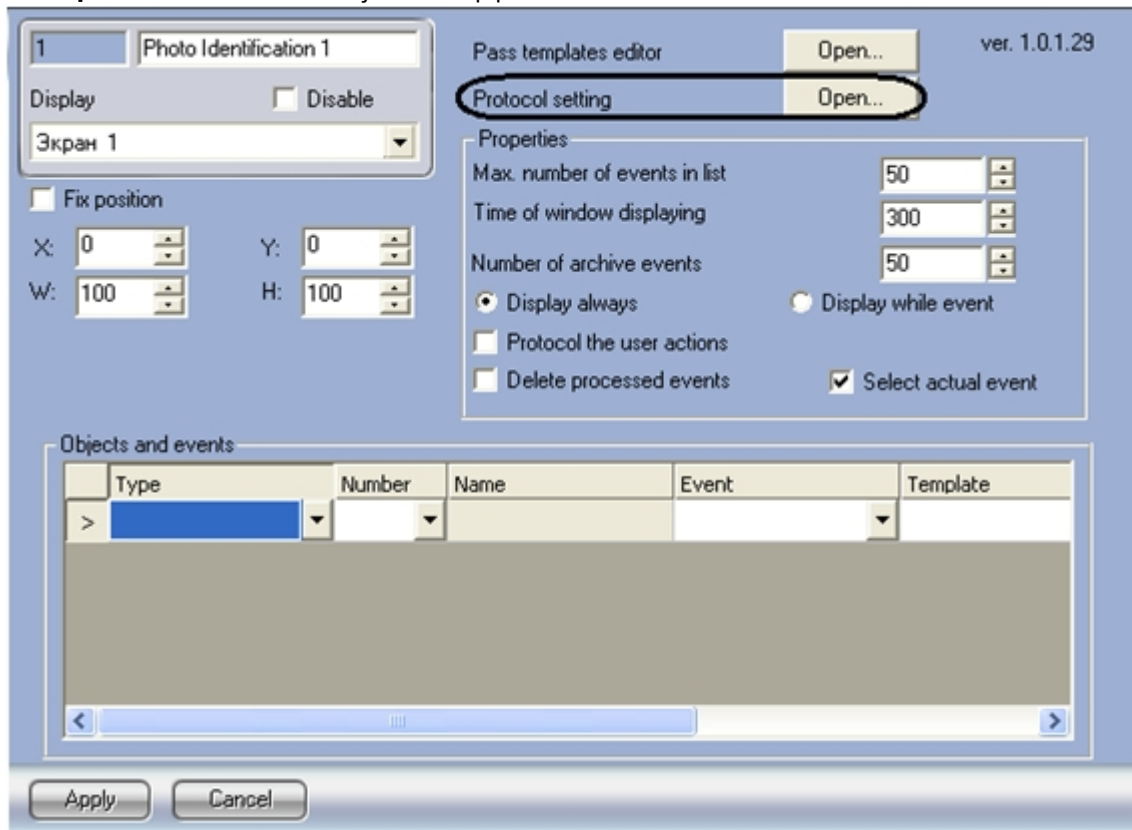 1 Photo Identification 1
Display Disable
Экран 1
Fix position
X: 0 Y: 0
W: 100 H: 100
Pass templates editor Open... ver. 1.0.1.29
Protocol setting Open...
Properties
Max. number of events in list 50
Time of window displaying 300
Number of archive events 50
Display always Display while event
Protocol the user actions
Delete processed events Select actual event
Objects and events
Type Number Name Event Template
>
Apply Cancel